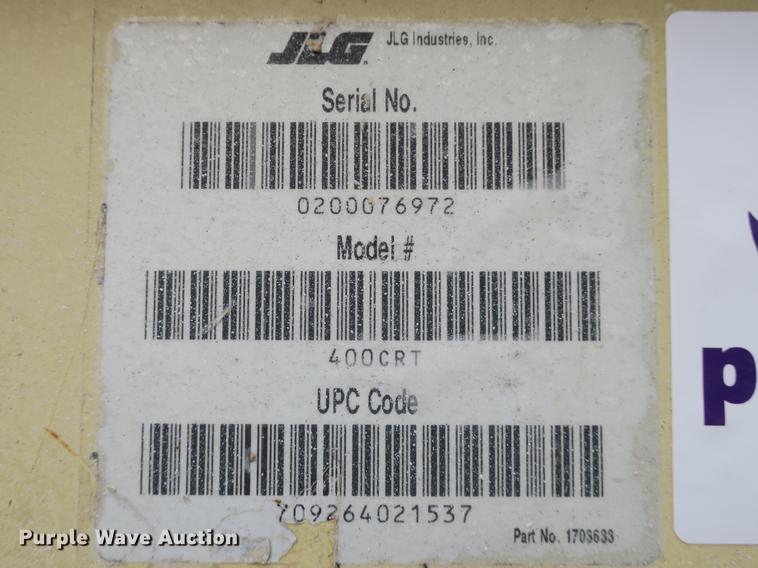 JLG
JLG Industries, Inc.
Serial No.
0200076972
Model #
400CRT
UPC Code
709264021537
Part No. 1703633
p
Purple Wave Auction